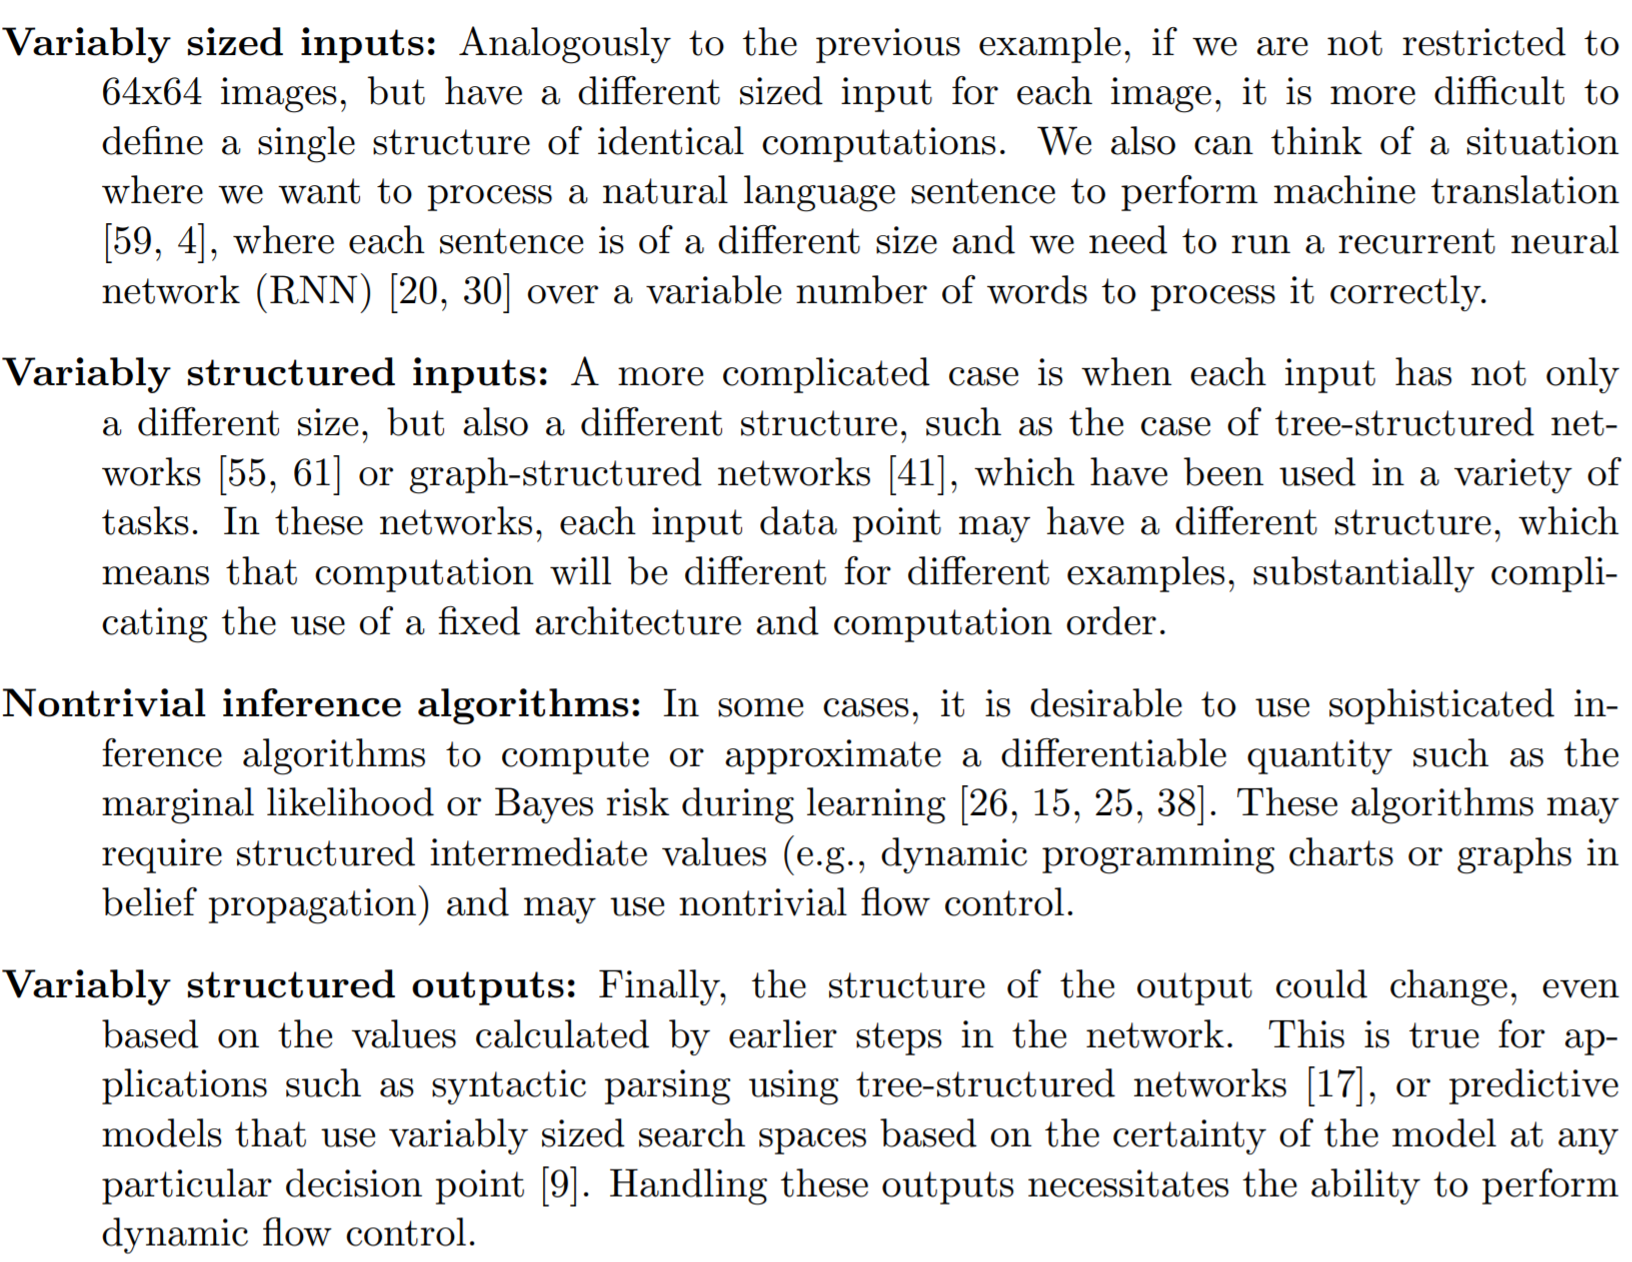 Variably sized inputs: Analogously to the previous example, if we are not restricted to
64x64 images, but have a different sized input for each image, it is more difficult to
define a single structure of identical computations. We also can think of a situation
where we want to process a natural language sentence to perform machine translation
[59, 4], where each sentence is of a different size and we need to run a recurrent neural
network (RNN) [20, 30] over a variable number of words to process it correctly.
Variably structured inputs: A more complicated case is when each input has not only
a different size, but also a different structure, such as the case of tree-structured net-
works [55, 61] or graph-structured networks [41], which have been used in a variety of
tasks. In these networks, each input data point may have a different structure, which
means that computation will be different for different examples, substantially compli-
cating the use of a fixed architecture and computation order.
Nontrivial inference algorithms: In some cases, it is desirable to use sophisticated in-
ference algorithms to compute or approximate a differentiable quantity such as the
marginal likelihood or Bayes risk during learning [26, 15, 25, 38]. These algorithms may
require structured intermediate values (e.g., dynamic programming charts or graphs in
belief propagation) and may use nontrivial flow control.
Variably structured outputs: Finally, the structure of the output could change, even
based on the values calculated by earlier steps in the network. This is true for ap-
plications such as syntactic parsing using tree-structured networks [17], or predictive
models that use variably sized search spaces based on the certainty of the model at any
particular decision point [9]. Handling these outputs necessitates the ability to perform
dynamic flow control.